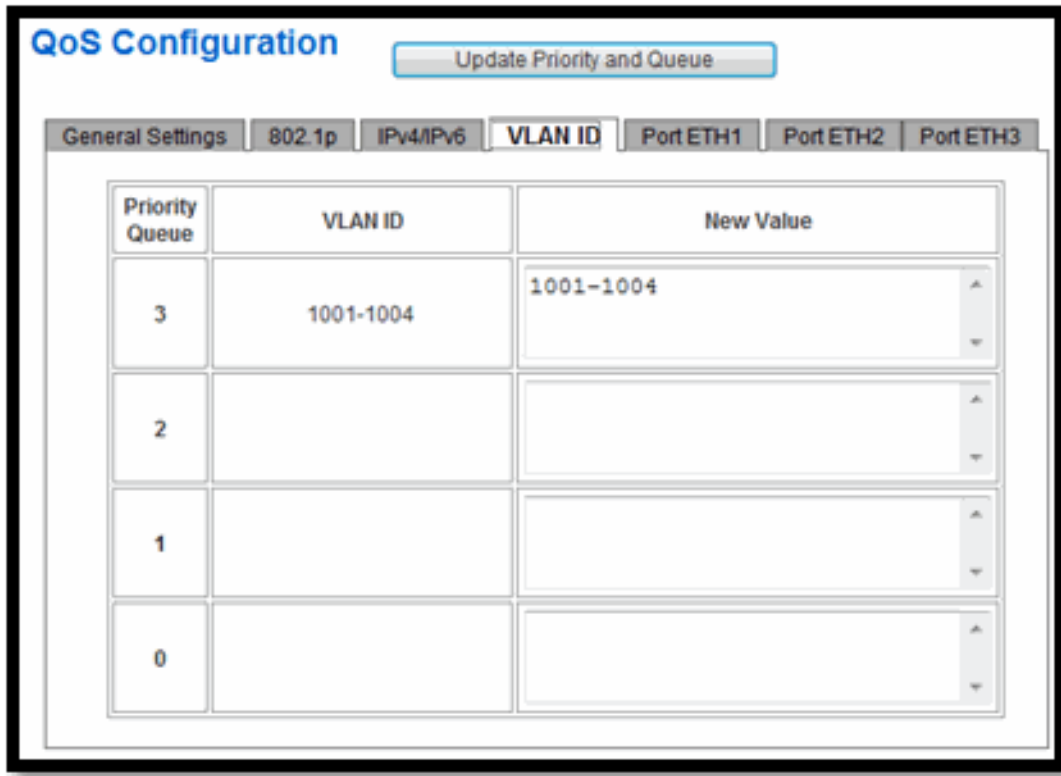 QoS Configuration
Update Priority and Queue
General Settings 802.1p IPv4/IPv6 VLAN ID Port ETH1 Port ETH2 Port ETH3
Priority Queue VLAN ID New Value
3 1001-1004 1001-1004
2
1
0